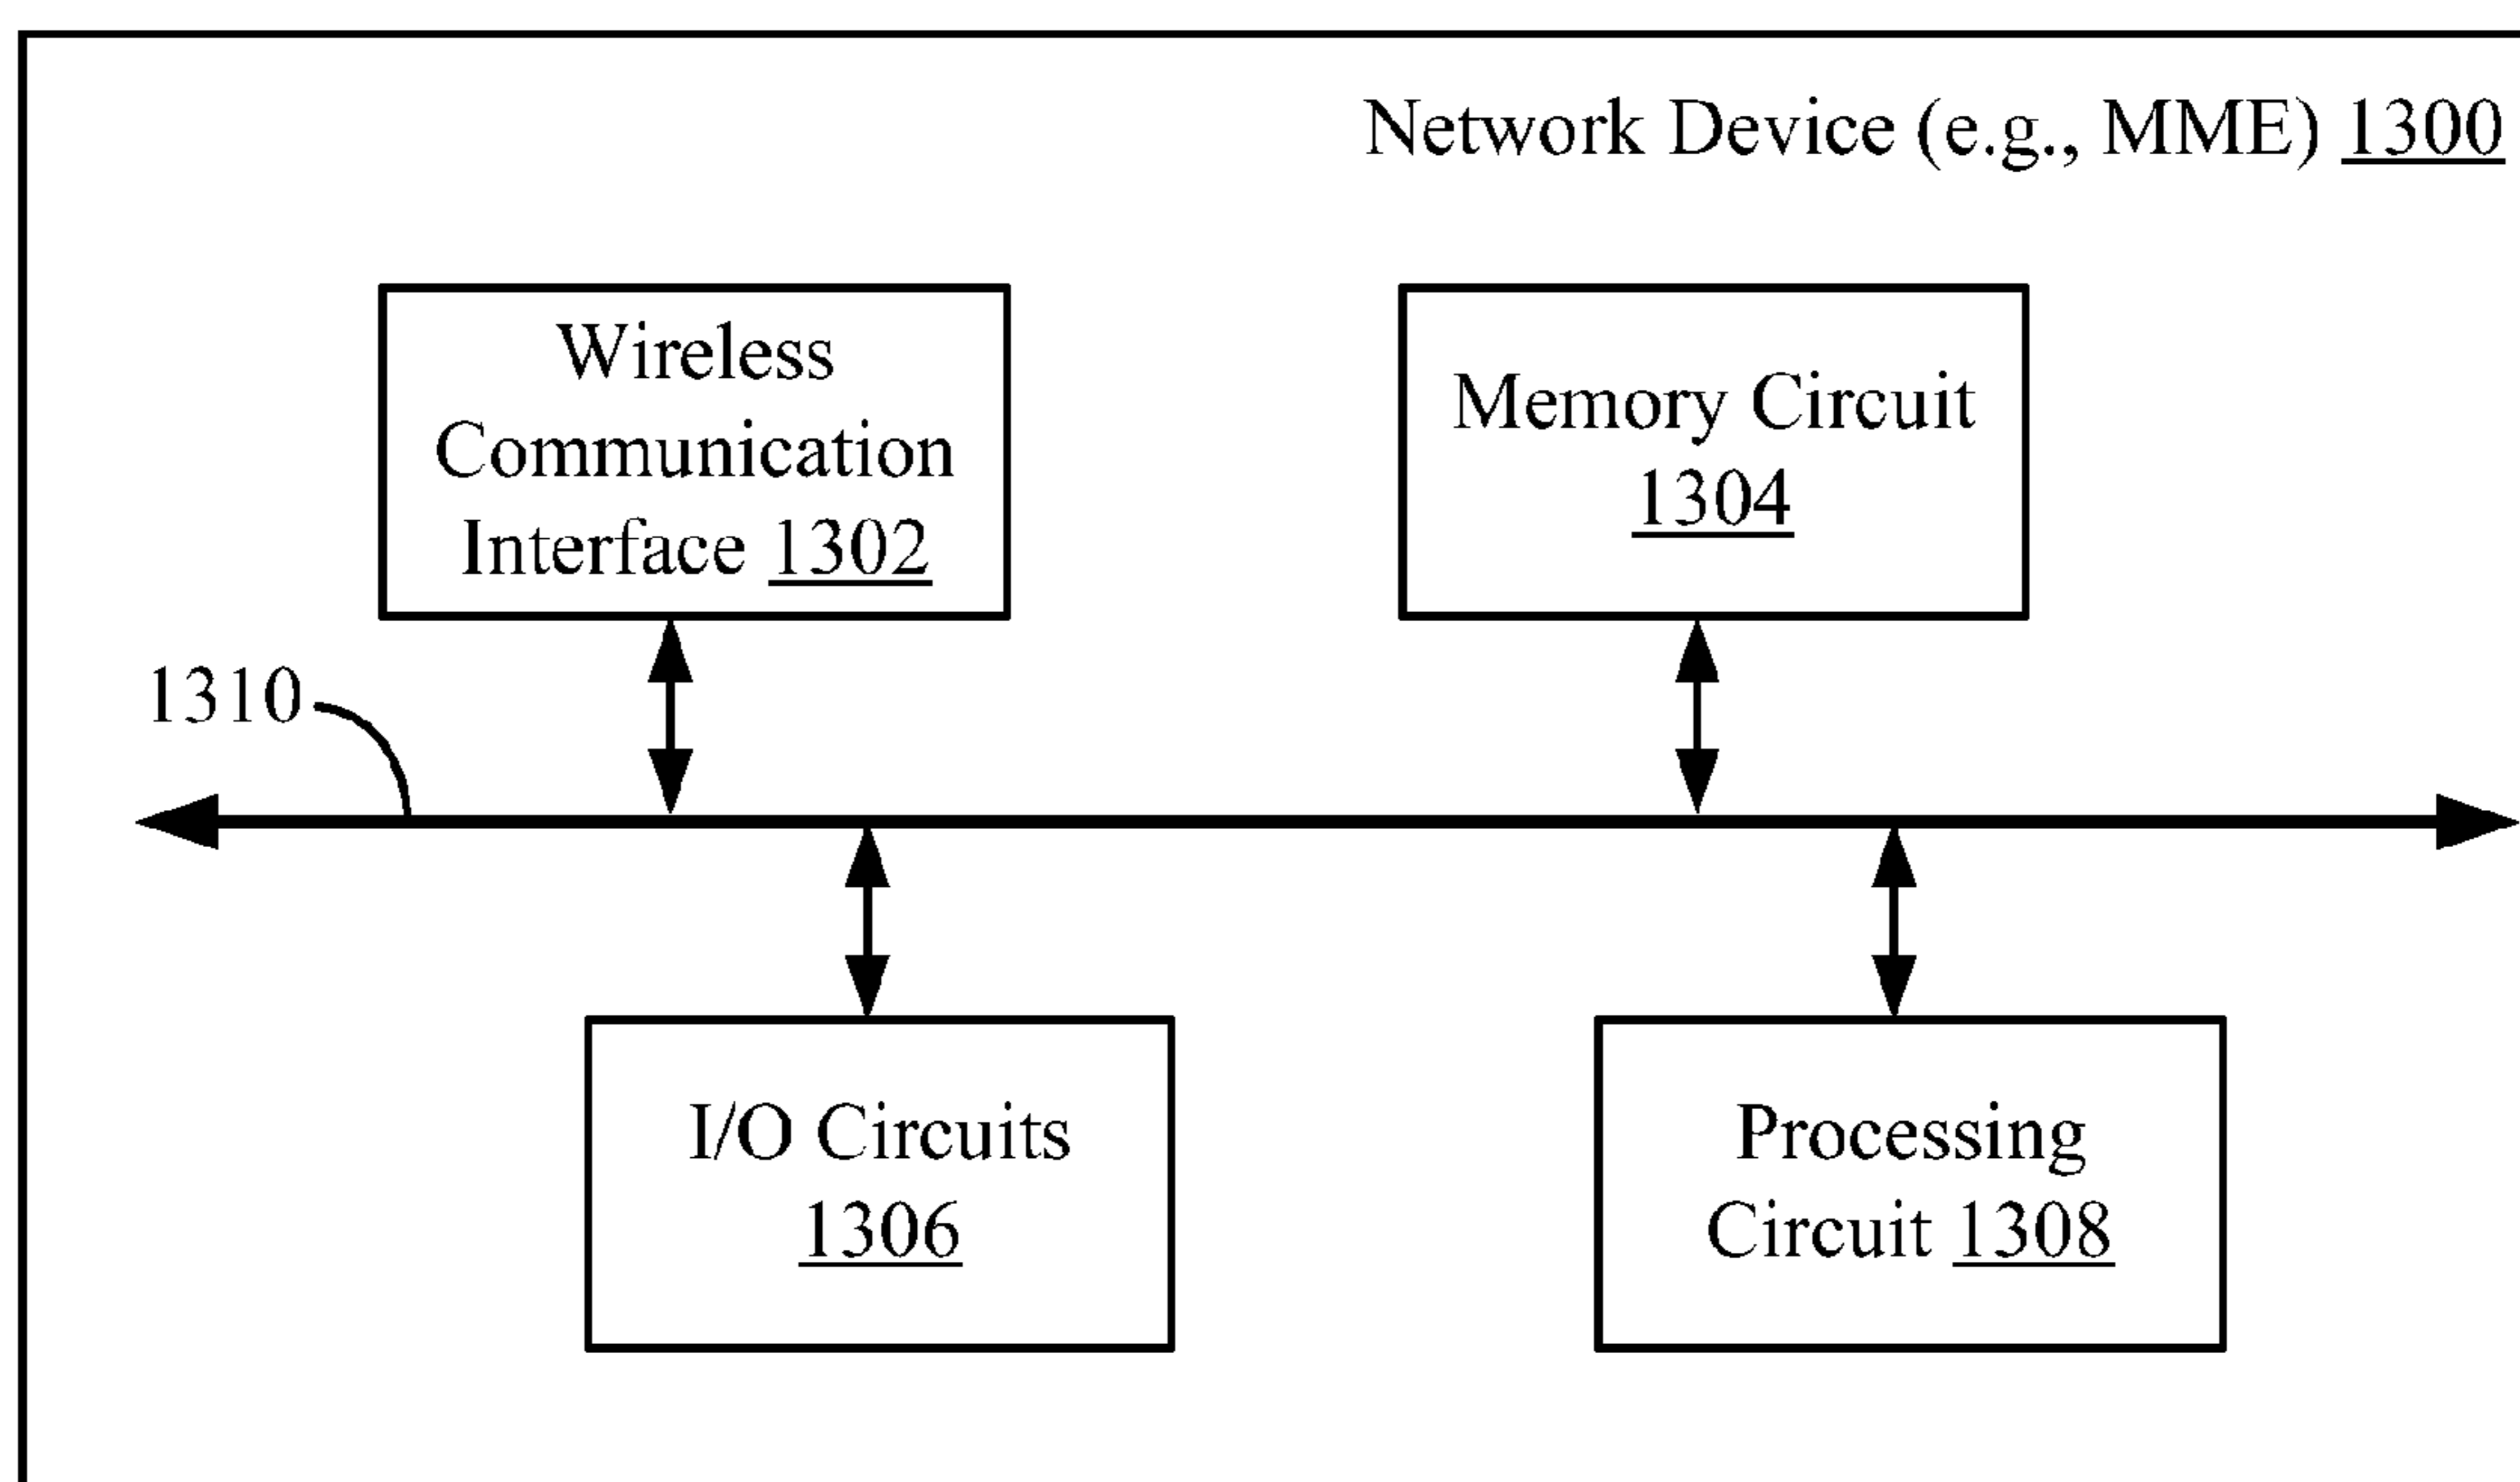 Network Device (e.g., MME) 1300
Wireless
Communication
Interface 1302
Memory Circuit
1304
1310
I/O Circuits
1306
Processing
Circuit 1308